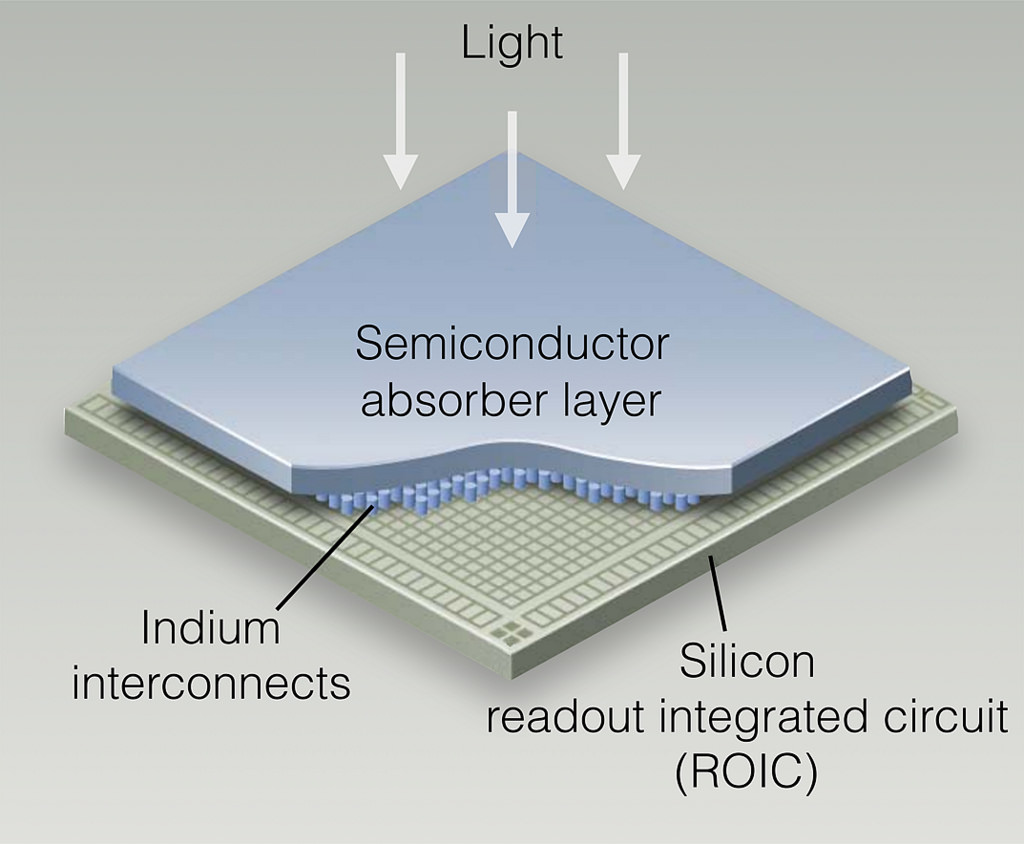 Light
Semiconductor
absorber layer
Indium
interconnects
Silicon
readout integrated circuit
(ROIC)